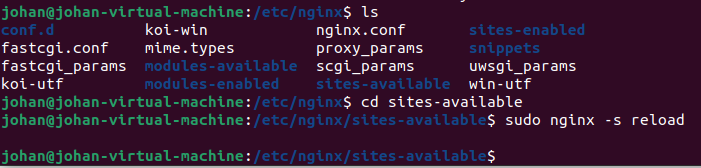 johan@johan-virtual-machine:/etc/nginx$ ls
conf.d koi-win nginx.conf sites-enabled
fastcgi.conf mime.types proxy_params snippets
fastcgi_params modules-available scgi_params uwsgi_params
koi-utf modules-enabled sites-available win-utf
johan@johan-virtual-machine:/etc/nginx$ cd sites-available
johan@johan-virtual-machine:/etc/nginx/sites-available$ sudo nginx -s reload
johan@johan-virtual-machine:/etc/nginx/sites-available$